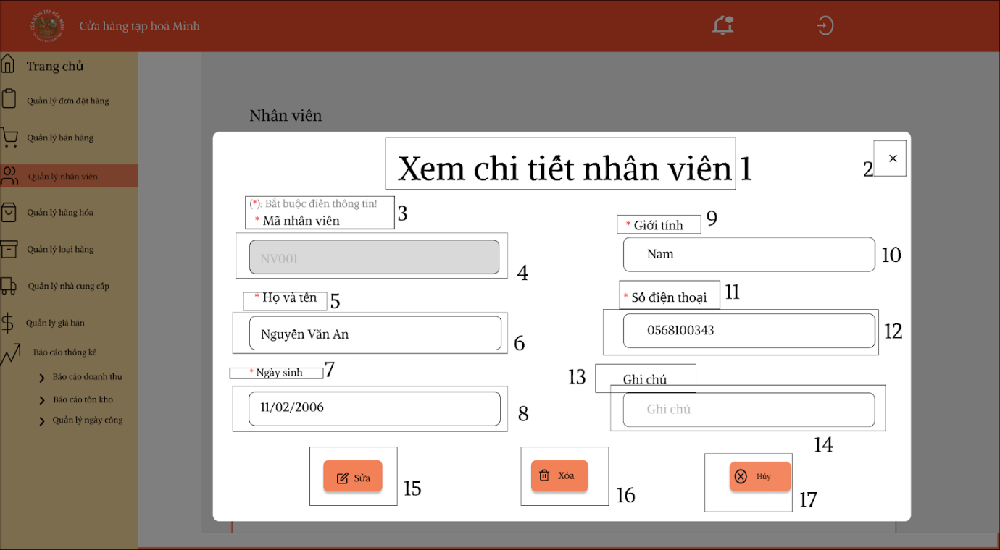 CỬA HÀNG TẠP HOÁ MINH
Cửa hàng tạp hoá Minh
Trang chủ
Quản lý đơn đặt hàng
Quản lý bán hàng
Quản lý nhân viên
Quản lý hàng hóa
Quản lý loại hàng
Quản lý nhà cung cấp
Quản lý giá bán
Báo cáo thống kê
Báo cáo doanh thu
Báo cáo tồn kho
Quản lý ngày công
Nhân viên
Xem chi tiết nhân viên 1
2 ×
(*): Bắt buộc điền thông tin!
* Mã nhân viên 3
NV001
4
* Họ và tên 5
Nguyễn Văn An
6
* Ngày sinh 7
11/02/2006
8
* Giới tính 9
Nam 10
* Số điện thoại 11
0568100343 12
13 Ghi chú
Ghi chú
14
Sửa 15
Xóa 16
Hủy 17